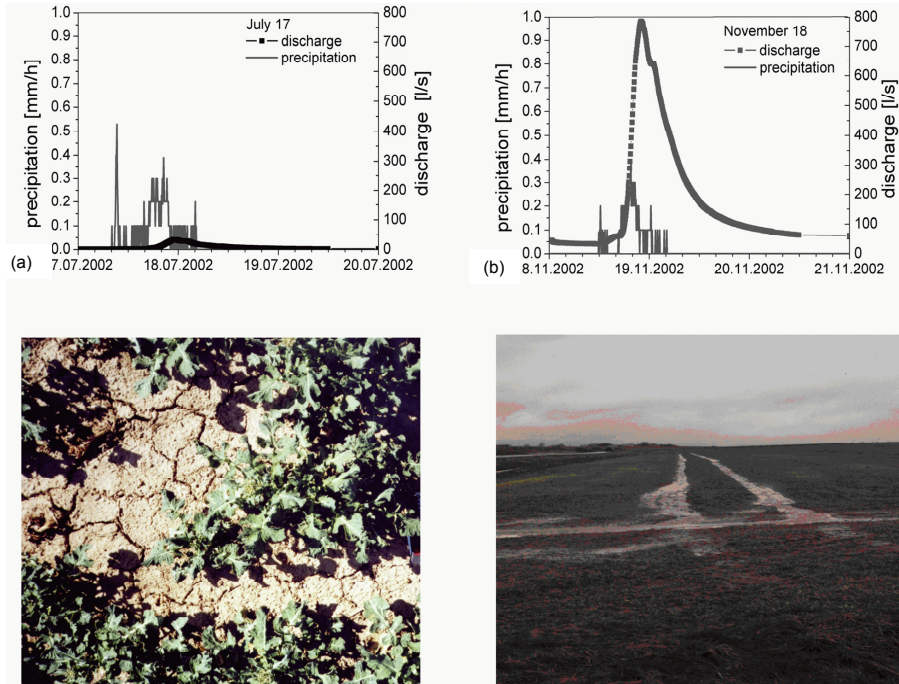 July 17
discharge
precipitation
precipitation [mm/h]
1.0
0.9
0.8
0.7
0.6
0.5
0.4
0.3
0.2
0.1
0.0
800
700
600
500
400
300
200
100
0
discharge [l/s]
7.07.2002 18.07.2002 19.07.2002 20.07.2002
(a)
November 18
discharge
precipitation
precipitation [mm/h]
1.0
0.9
0.8
0.7
0.6
0.5
0.4
0.3
0.2
0.1
0.0
800
700
600
500
400
300
200
100
0
discharge [l/s]
8.11.2002 19.11.2002 20.11.2002 21.11.2002
(b)